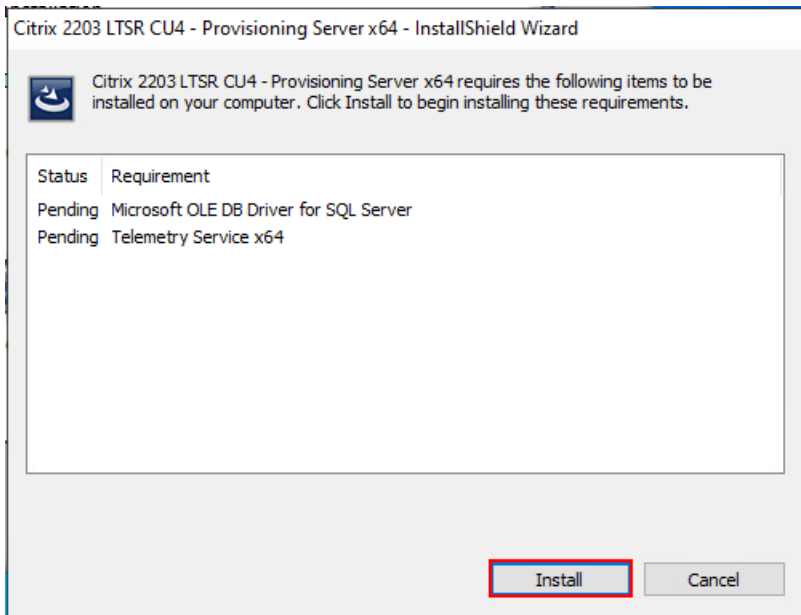 Citrix 2203 LTSR CU4 - Provisioning Server x64 - InstallShield Wizard
Citrix 2203 LTSR CU4 - Provisioning Server x64 requires the following items to be
installed on your computer. Click Install to begin installing these requirements.
Status Requirement
Pending Microsoft OLE DB Driver for SQL Server
Pending Telemetry Service x64
Install Cancel